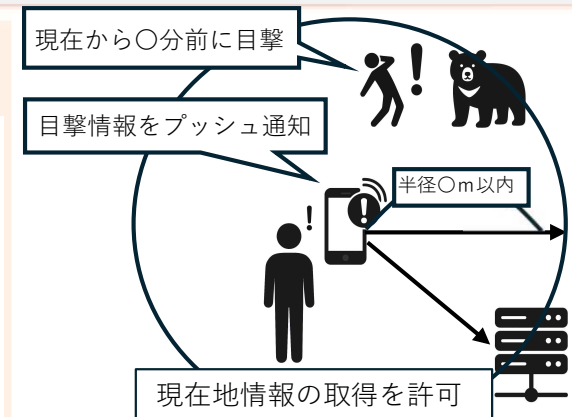 現在から〇分前に目撃
目撃情報をプッシュ通知
半径〇m以内
現在地情報の取得を許可